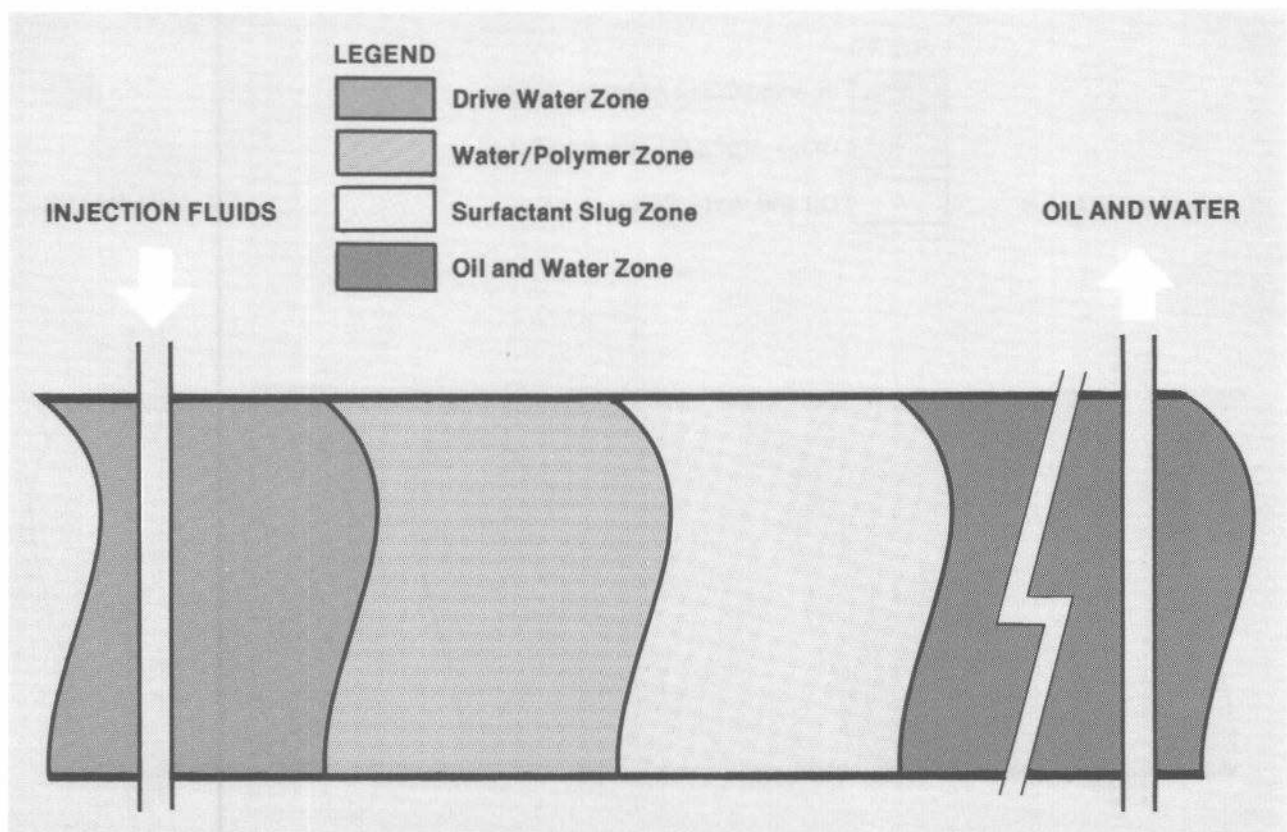 LEGEND
Drive Water Zone
Water/Polymer Zone
Surfactant Slug Zone
Oil and Water Zone
INJECTION FLUIDS
OIL AND WATER